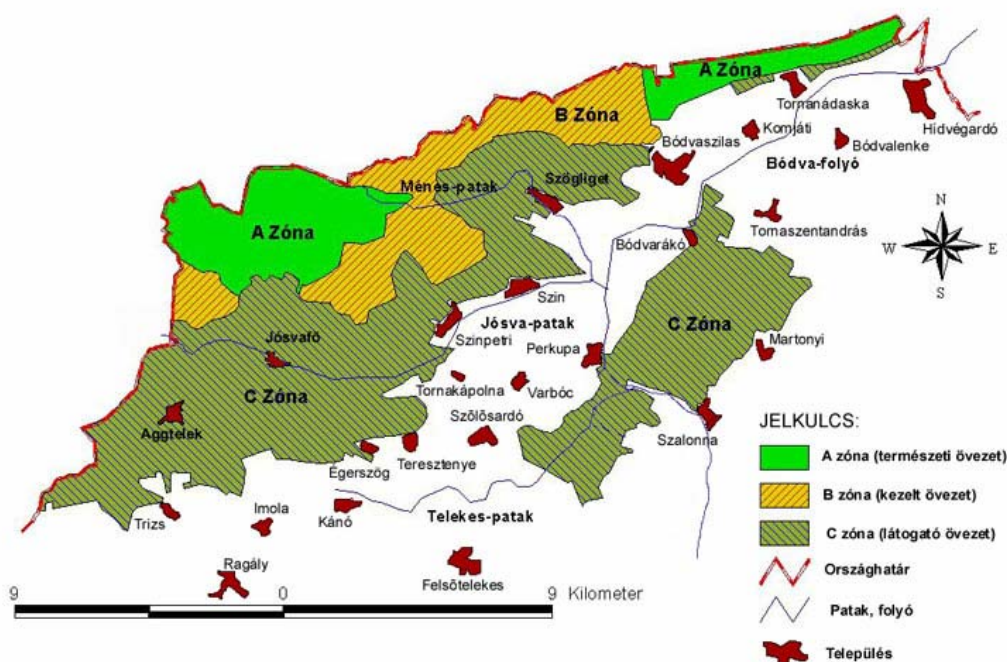 A Zóna
Tornanádaska
Hídvégardó
B Zóna
Komjáti
Bódvalenke
Bódvaszilas
Bódva-folyó
Ménes-patak
Szögliget
N
W
E
S
A Zóna
Bódvarákó
Tornaszentandrás
Szin
Jósva-patak
C Zóna
Jósvafő
Szinpetri
Perkupa
Martonyi
Tornakápolna
Varbóc
C Zóna
Aggtelek
Szőlősardó
Szalonna
Égerszög
Teresztenye
Trizs
Imola
Kánó
Telekes-patak
Ragály
Felsőtelekes
9
0
9
Kilometer
JELKULCS:
A zóna (természeti övezet)
B zóna (kezelt övezet)
C zóna (látogató övezet)
Országhatár
Patak, folyó
Település